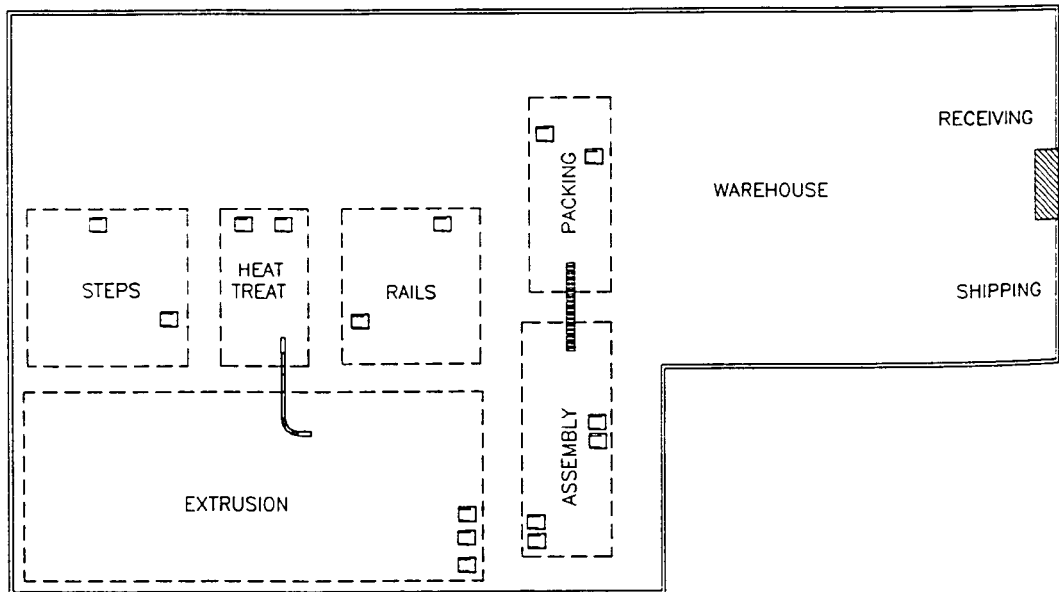 RECEIVING
PACKING
WAREHOUSE
STEPS
HEAT
TREAT
RAILS
SHIPPING
ASSEMBLY
EXTRUSION